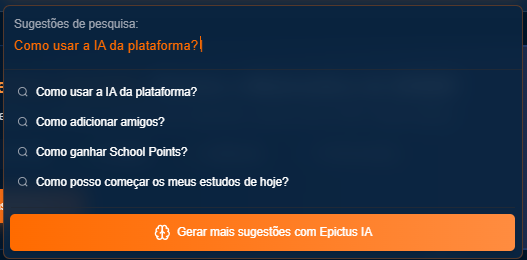 Sugestões de pesquisa:
Como usar a IA da plataforma?
Como usar a IA da plataforma?
Como adicionar amigos?
Como ganhar School Points?
Como posso começar os meus estudos de hoje?
Gerar mais sugestões com Epictus IA